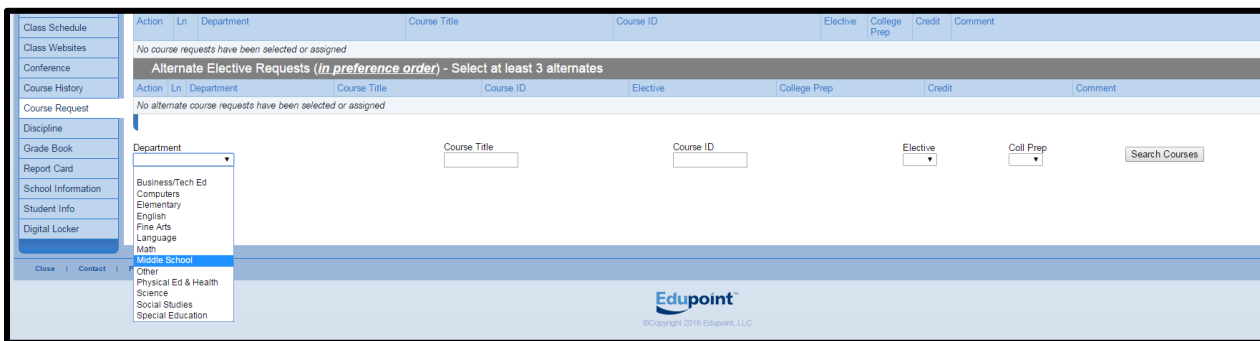 Class Schedule
Class Websites
Conference
Course History
Course Request
Discipline
Grade Book
Report Card
School Information
Student Info
Digital Locker
Action Ln Department Course Title Course ID Elective College Prep Credit Comment
No course requests have been selected or assigned
Alternate Elective Requests (in preference order) - Select at least 3 alternates
Action Ln Department Course Title Course ID Elective College Prep Credit Comment
No alternate course requests have been selected or assigned
Department Course Title Course ID Elective Coll Prep Search Courses
Business/Tech Ed
Computers
Elementary
English
Fine Arts
Language
Math
Middle School
Other
Physical Ed & Health
Science
Social Studies
Special Education
Close | Contact | P
Edupoint™
©Copyright 2016 Edupoint, LLC